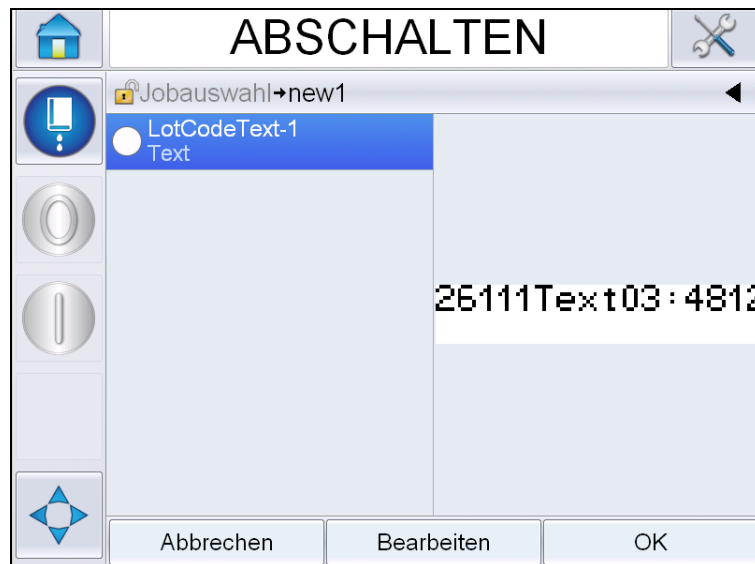 ABSCHALTEN
Jobauswahl→new1
LotCodeText-1
Text
26111Text03:4812
Abbrechen
Bearbeiten
OK